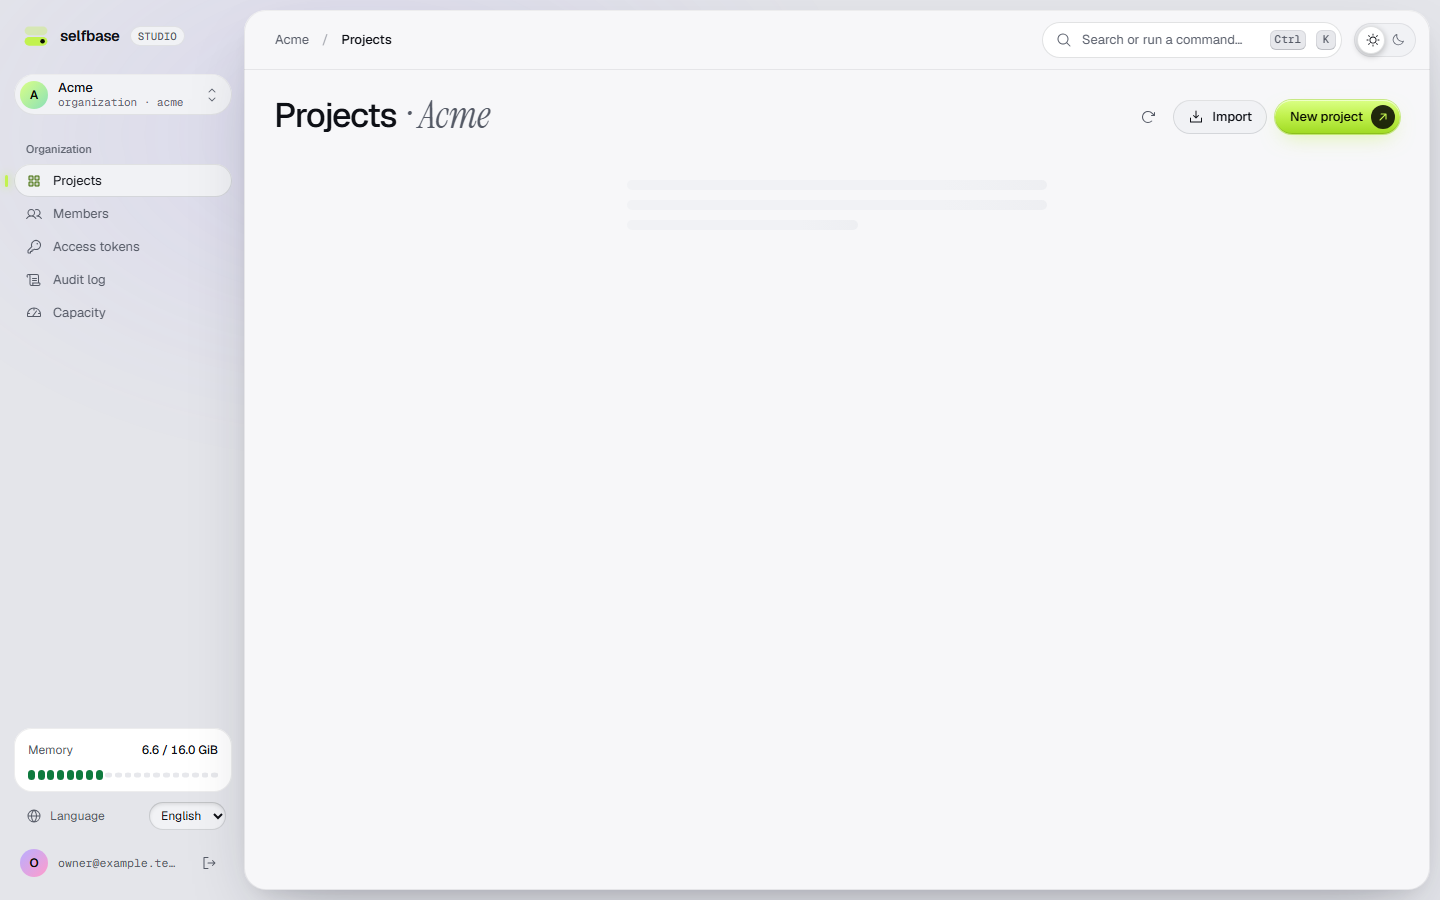 selfbase STUDIO
Acme
organization · acme
Organization
Projects
Members
Access tokens
Audit log
Capacity
Memory 6.6 / 16.0 GiB
Language English
O owner@example.te…
A
Acme / Projects
Search or run a command… Ctrl K
Projects · Acme
Import
New project